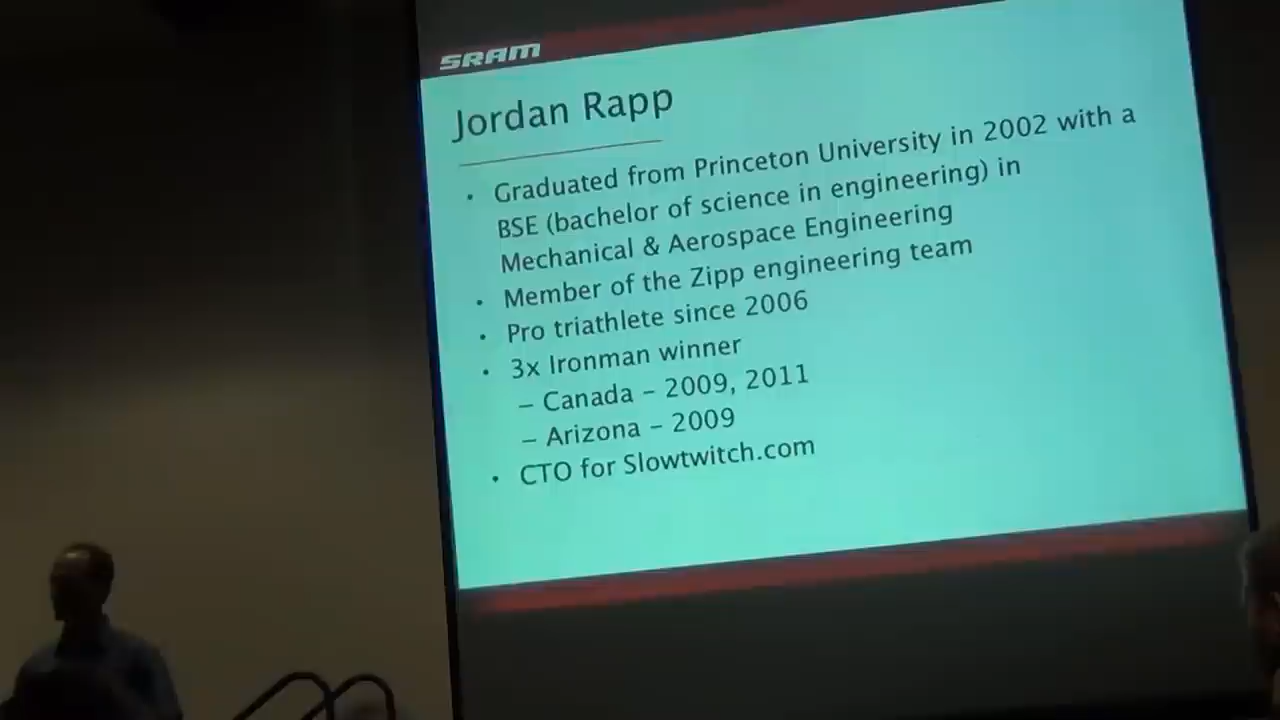 SRAM
Jordan Rapp
• Graduated from Princeton University in 2002 with a
BSE (bachelor of science in engineering) in
Mechanical & Aerospace Engineering
• Member of the Zipp engineering team
• Pro triathlete since 2006
• 3x Ironman winner
– Canada – 2009, 2011
– Arizona – 2009
• CTO for Slowtwitch.com